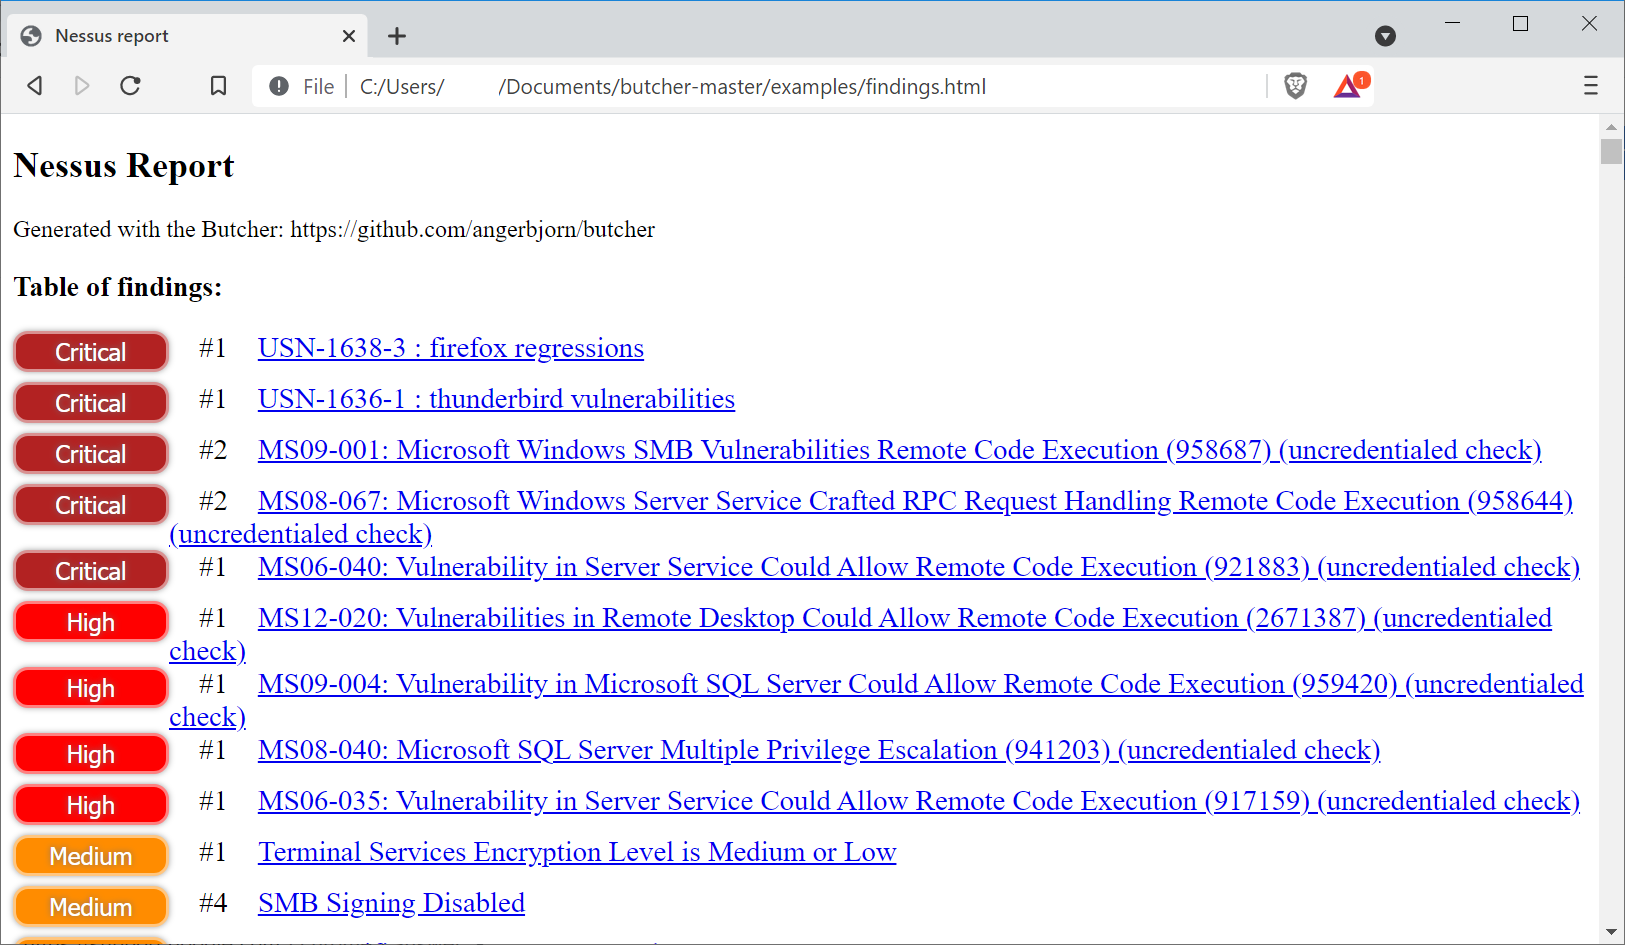 Nessus report
File
C:/Users/ /Documents/butcher-master/examples/findings.html
1
Nessus Report
Generated with the Butcher: https://github.com/angerbjorn/butcher
Table of findings:
Critical #1 USN-1638-3 : firefox regressions
Critical #1 USN-1636-1 : thunderbird vulnerabilities
Critical #2 MS09-001: Microsoft Windows SMB Vulnerabilities Remote Code Execution (958687) (uncredentialed check)
Critical #2 MS08-067: Microsoft Windows Server Service Crafted RPC Request Handling Remote Code Execution (958644)
(uncredentialed check)
Critical #1 MS06-040: Vulnerability in Server Service Could Allow Remote Code Execution (921883) (uncredentialed check)
High #1 MS12-020: Vulnerabilities in Remote Desktop Could Allow Remote Code Execution (2671387) (uncredentialed
check)
High #1 MS09-004: Vulnerability in Microsoft SQL Server Could Allow Remote Code Execution (959420) (uncredentialed
check)
High #1 MS08-040: Microsoft SQL Server Multiple Privilege Escalation (941203) (uncredentialed check)
High #1 MS06-035: Vulnerability in Server Service Could Allow Remote Code Execution (917159) (uncredentialed check)
Medium #1 Terminal Services Encryption Level is Medium or Low
Medium #4 SMB Signing Disabled